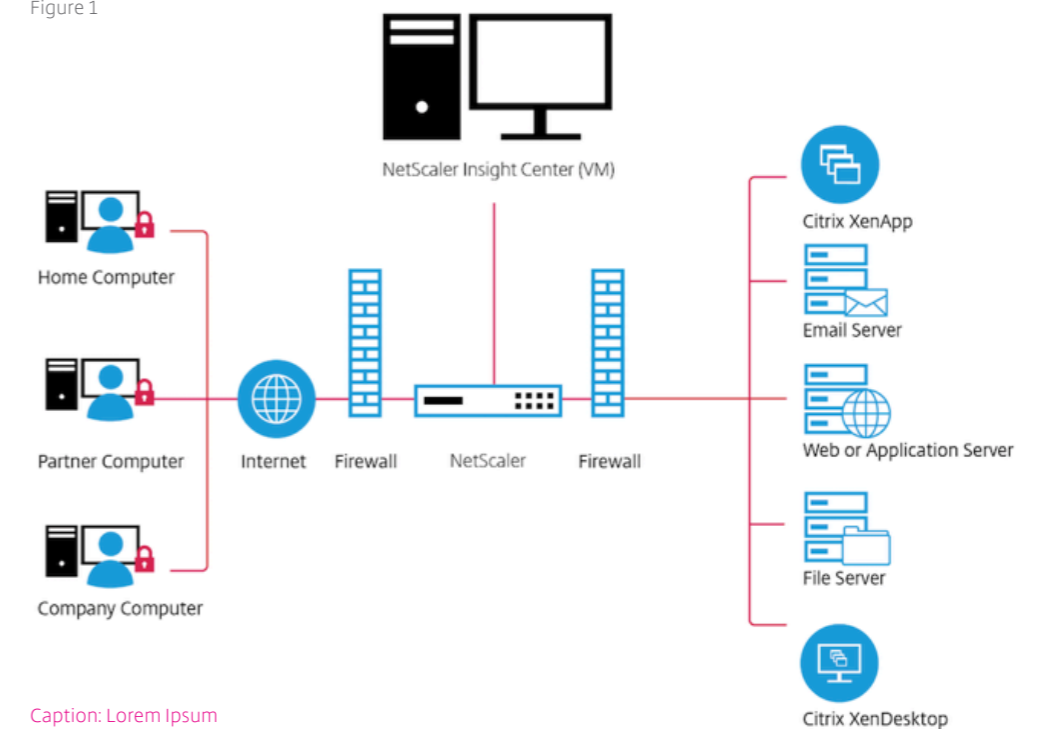 Figure 1
NetScaler Insight Center (VM)
Citrix XenApp
Home Computer
Email Server
Partner Computer
Internet
Firewall
NetScaler
Firewall
Web or Application Server
File Server
Company Computer
Citrix XenDesktop
Caption: Lorem Ipsum